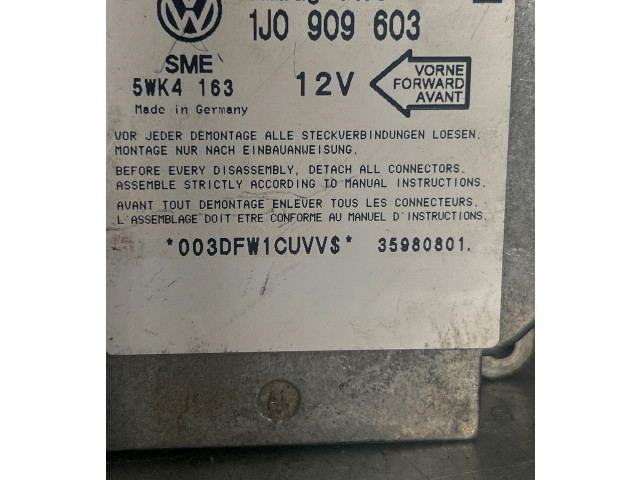 VW
1J0 909 603
SME
5WK4 163
12V
VORNE
FORWARD
AVANT
Made in Germany
VOR JEDER DEMONTAGE ALLE STECKVERBINDUNGEN LOESEN.
MONTAGE NUR NACH EINBAUANWEISUNG.
BEFORE EVERY DISASSEMBLY, DETACH ALL CONNECTORS.
ASSEMBLE STRICTLY ACCORDING TO MANUAL INSTRUCTIONS.
AVANT TOUT DEMONTAGE ENLEVER TOUS LES CONNECTEURS.
L'ASSEMBLAGE DOIT ETRE CONFORME AU MANUEL D'INSTRUCTIONS.
*003DFW1CUVV$* 35980801.